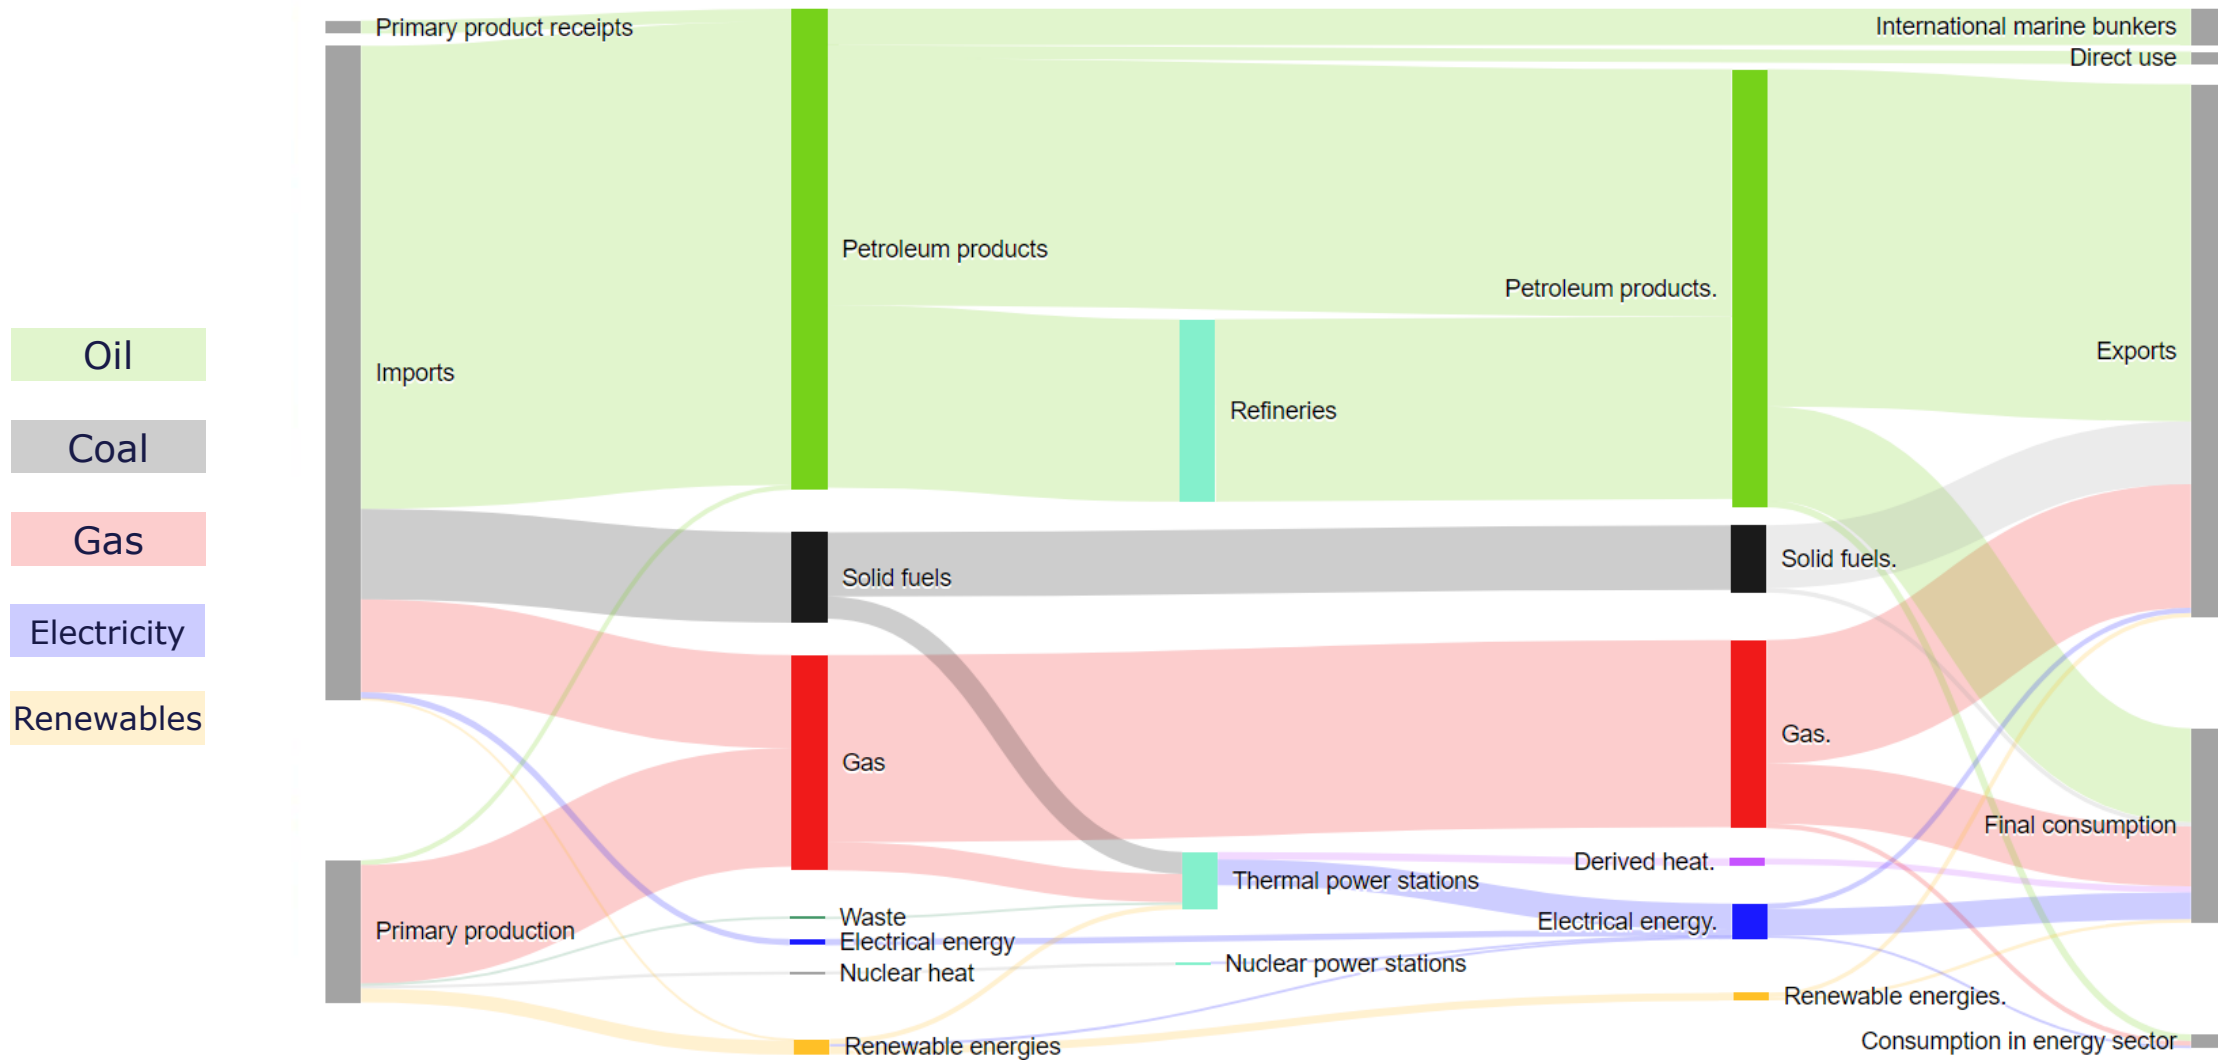 Primary product receipts
International marine bunkers
Direct use
Petroleum products
Petroleum products.
Oil
Exports
Imports
Refineries
Coal
Gas
Solid fuels
Solid fuels.
Electricity
Renewables
Gas.
Gas
Final consumption
Derived heat.
Thermal power stations
Waste
Electrical energy.
Primary production
Electrical energy
Nuclear power stations
Nuclear heat
Renewable energies.
Consumption in energy sector
Renewable energies